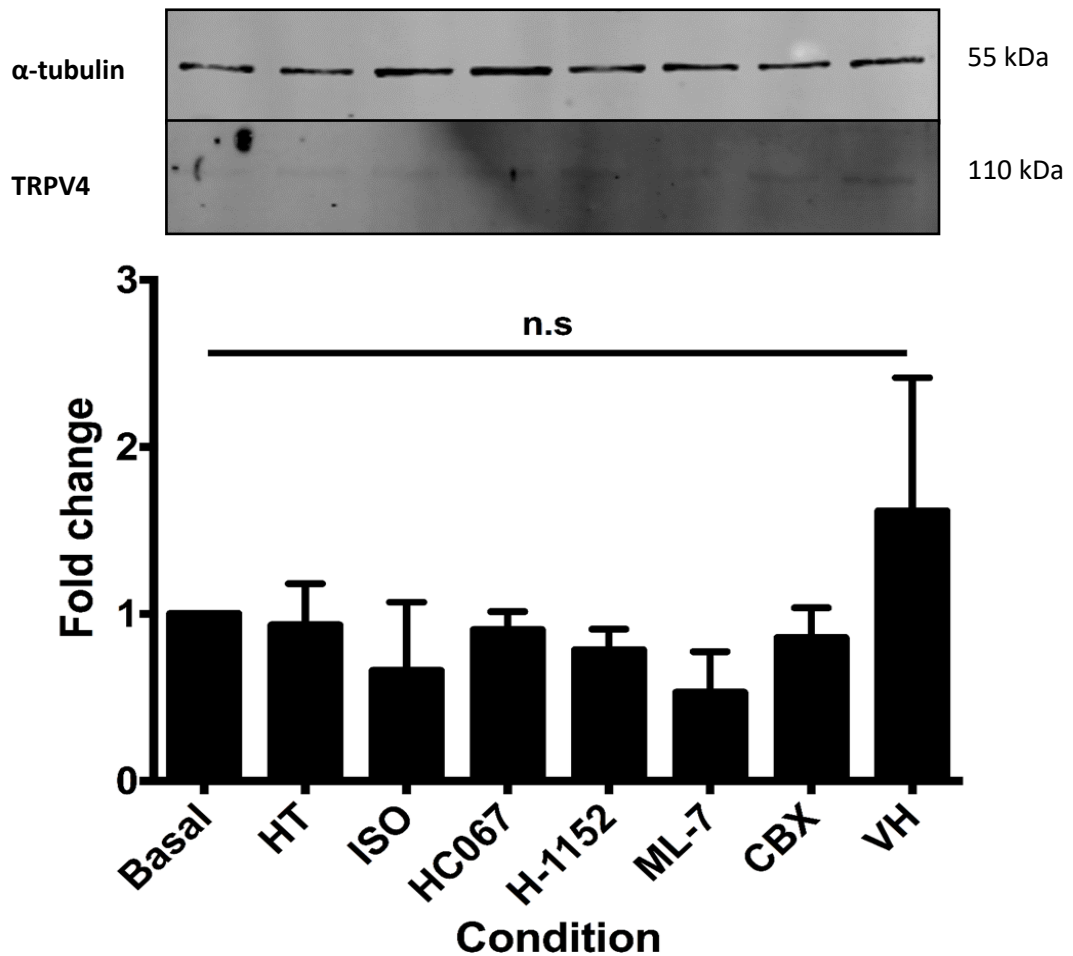 α-tubulin
55 kDa
TRPV4
110 kDa
3
n.s
2
1
0
Fold change
Basal
HT
ISO
HC067
H-1152
ML-7
CBX
VH
Condition